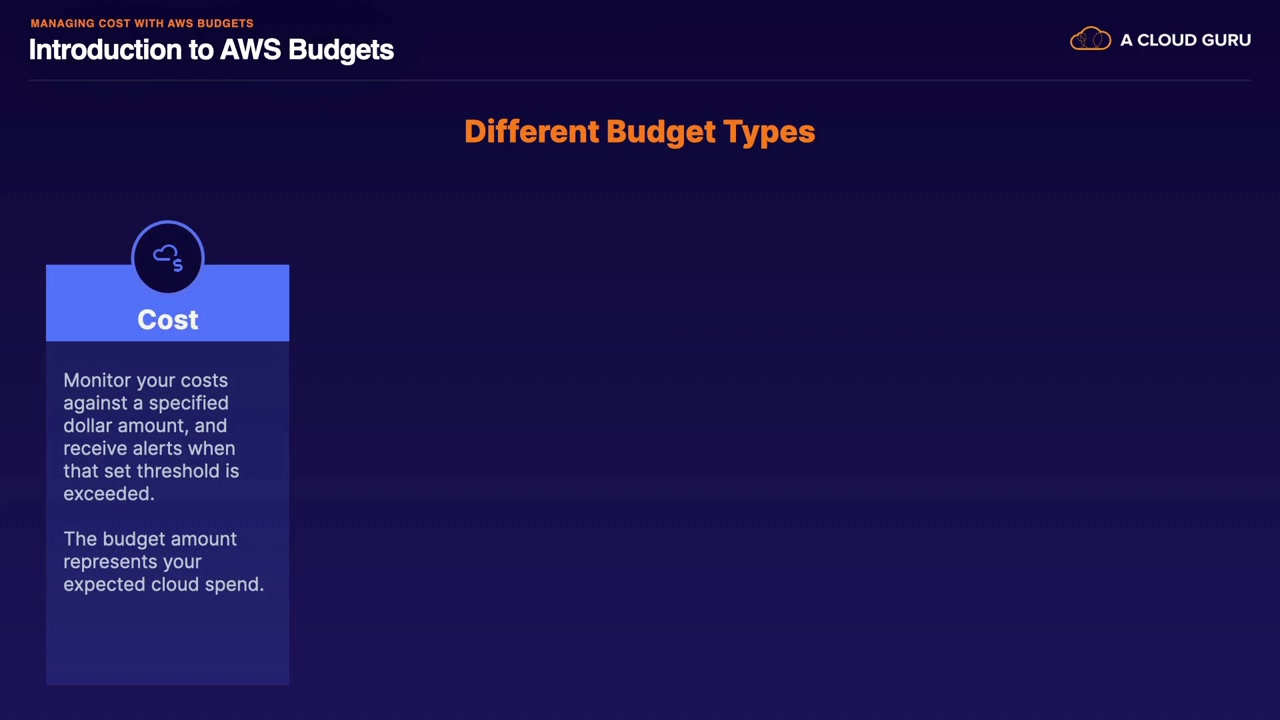 MANAGING COST WITH AWS BUDGETS
Introduction to AWS Budgets
A CLOUD GURU
Different Budget Types
$
Cost
Monitor your costs
against a specified
dollar amount, and
receive alerts when
that set threshold is
exceeded.
The budget amount
represents your
expected cloud spend.